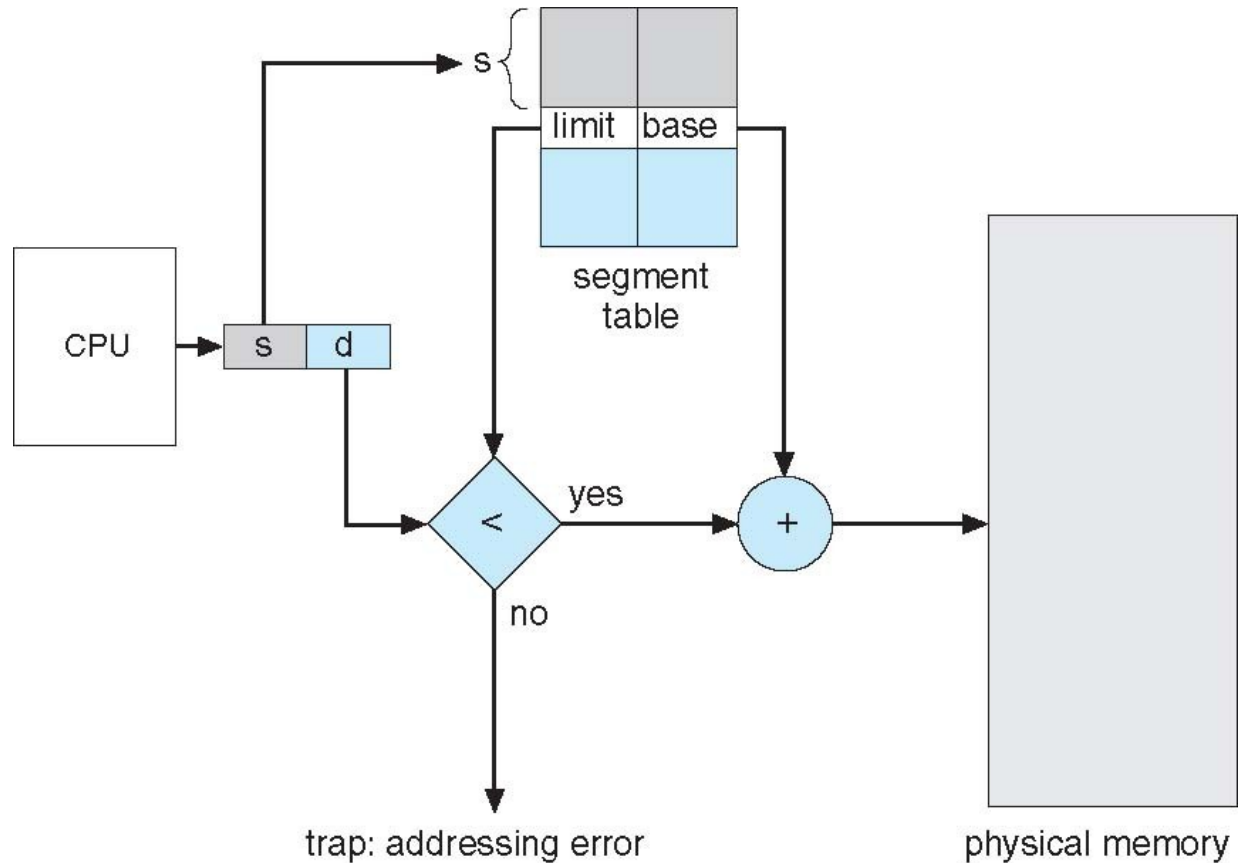 s
limit base
segment
table
CPU
s d
<
yes
+
no
trap: addressing error
physical memory